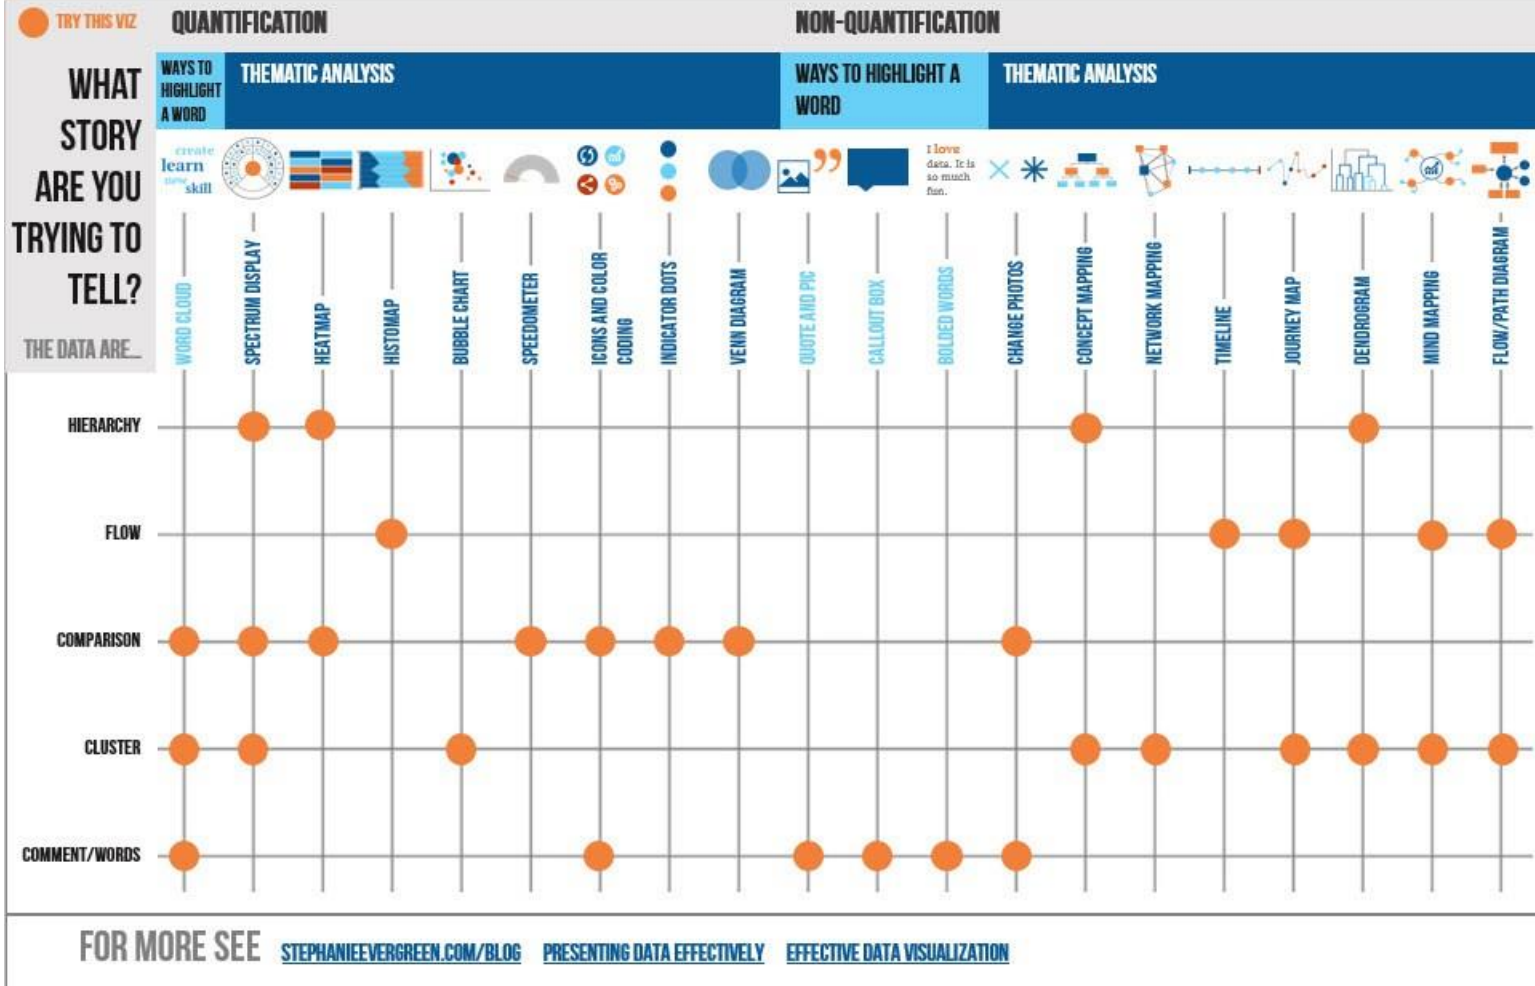 TRY THIS VIZ
QUANTIFICATION
NON-QUANTIFICATION
WHAT
STORY
ARE YOU
TRYING TO
TELL?
THE DATA ARE...
WAYS TO
HIGHLIGHT
A WORD
THEMATIC ANALYSIS
WAYS TO HIGHLIGHT A
WORD
THEMATIC ANALYSIS
create
learn
new
skill
I love
data. It is
so much
fun.
WORD CLOUD
SPECTRUM DISPLAY
HEATMAP
HISTOMAP
BUBBLE CHART
SPEEDOMETER
ICONS AND COLOR
CODING
INDICATOR DOTS
VENN DIAGRAM
QUOTE AND PIC
CALLOUT BOX
BOLDED WORDS
CHANGE PHOTOS
CONCEPT MAPPING
NETWORK MAPPING
TIMELINE
JOURNEY MAP
DENDROGRAM
MIND MAPPING
FLOW/PATH DIAGRAM
HIERARCHY
FLOW
COMPARISON
CLUSTER
COMMENT/WORDS
FOR MORE SEE STEPHANIEEVERGREEN.COM/BLOG PRESENTING DATA EFFECTIVELY EFFECTIVE DATA VISUALIZATION